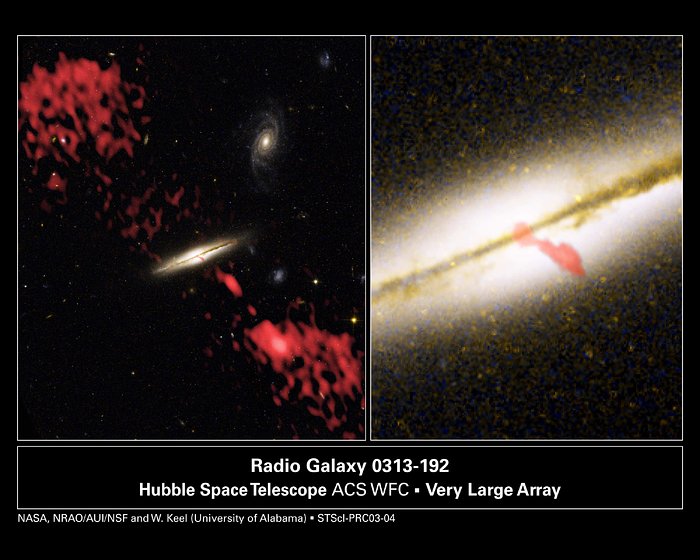 Radio Galaxy 0313-192
Hubble Space Telescope ACS WFC ▪ Very Large Array
NASA, NRAO/AUI/NSF and W. Keel (University of Alabama) ▪ STScI-PRC03-04